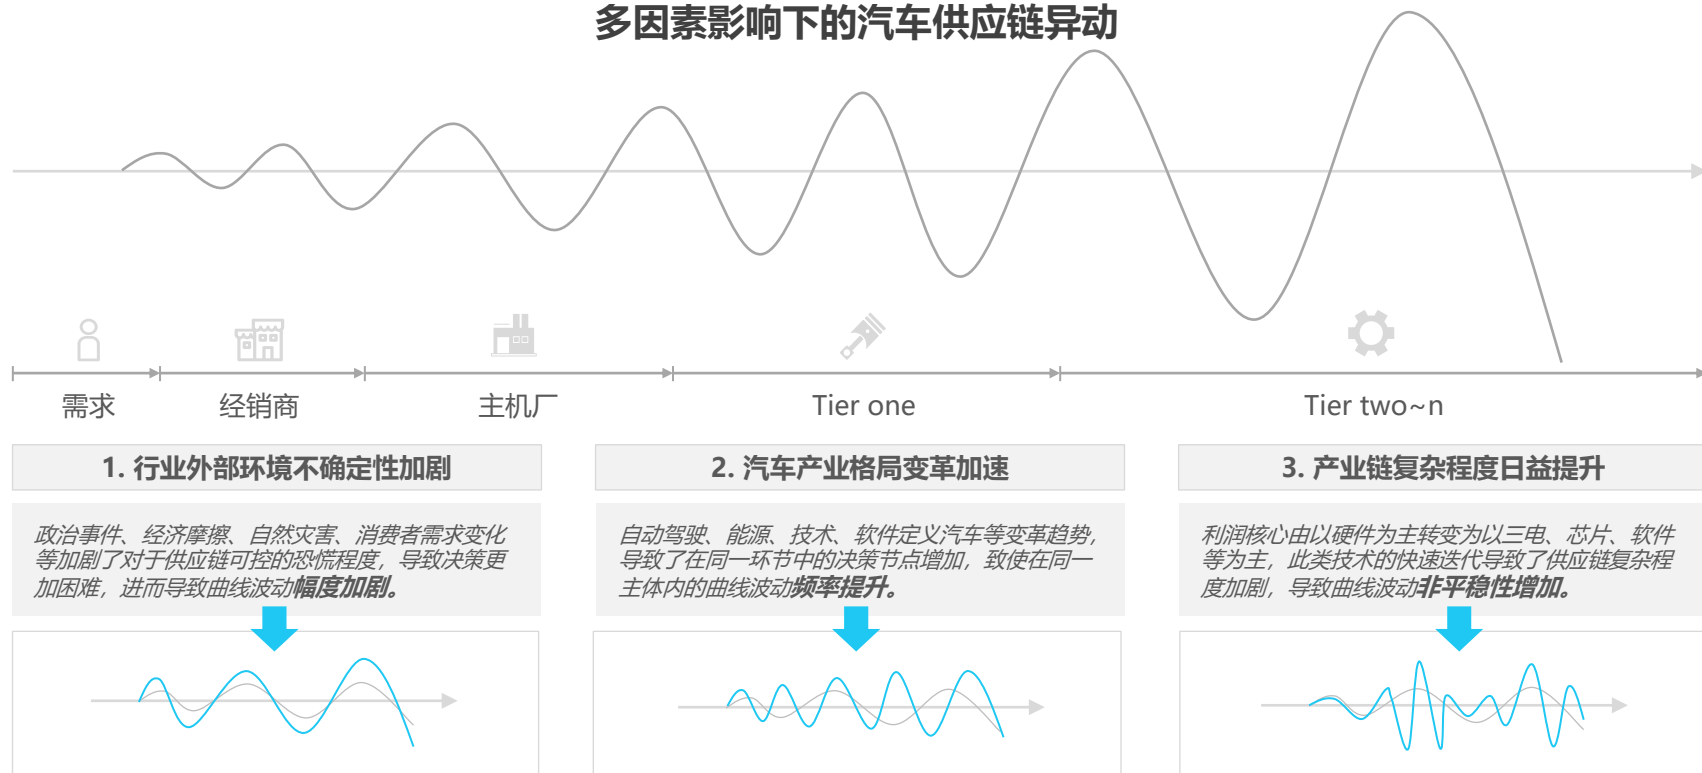 多因素影响下的汽车供应链异动
需求
经销商
主机厂
Tier one
Tier two~n
1. 行业外部环境不确定性加剧
政治事件、经济摩擦、自然灾害、消费者需求变化
等加剧了对于供应链可控的恐慌程度，导致决策更
加困难，进而导致曲线波动幅度加剧。
2. 汽车产业格局变革加速
自动驾驶、能源、技术、软件定义汽车等变革趋势，
导致了在同一环节中的决策节点增加，致使在同一
主体内的曲线波动频率提升。
3. 产业链复杂程度日益提升
利润核心由以硬件为主转变为以三电、芯片、软件
等为主，此类技术的快速迭代导致了供应链复杂程
度加剧，导致曲线波动非平稳性增加。